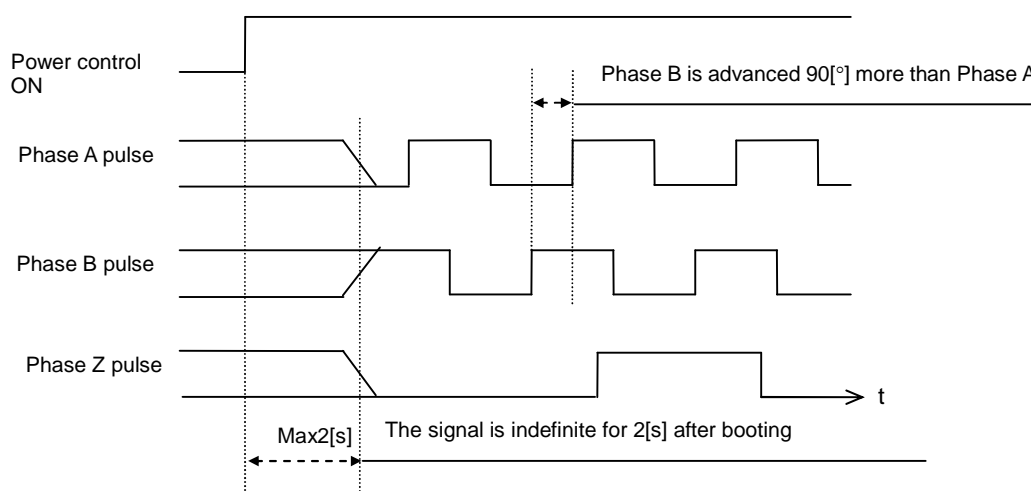 Power control
ON
Phase B is advanced 90[°] more than Phase A
Phase A pulse
Phase B pulse
Phase Z pulse
t
Max2[s]
The signal is indefinite for 2[s] after booting